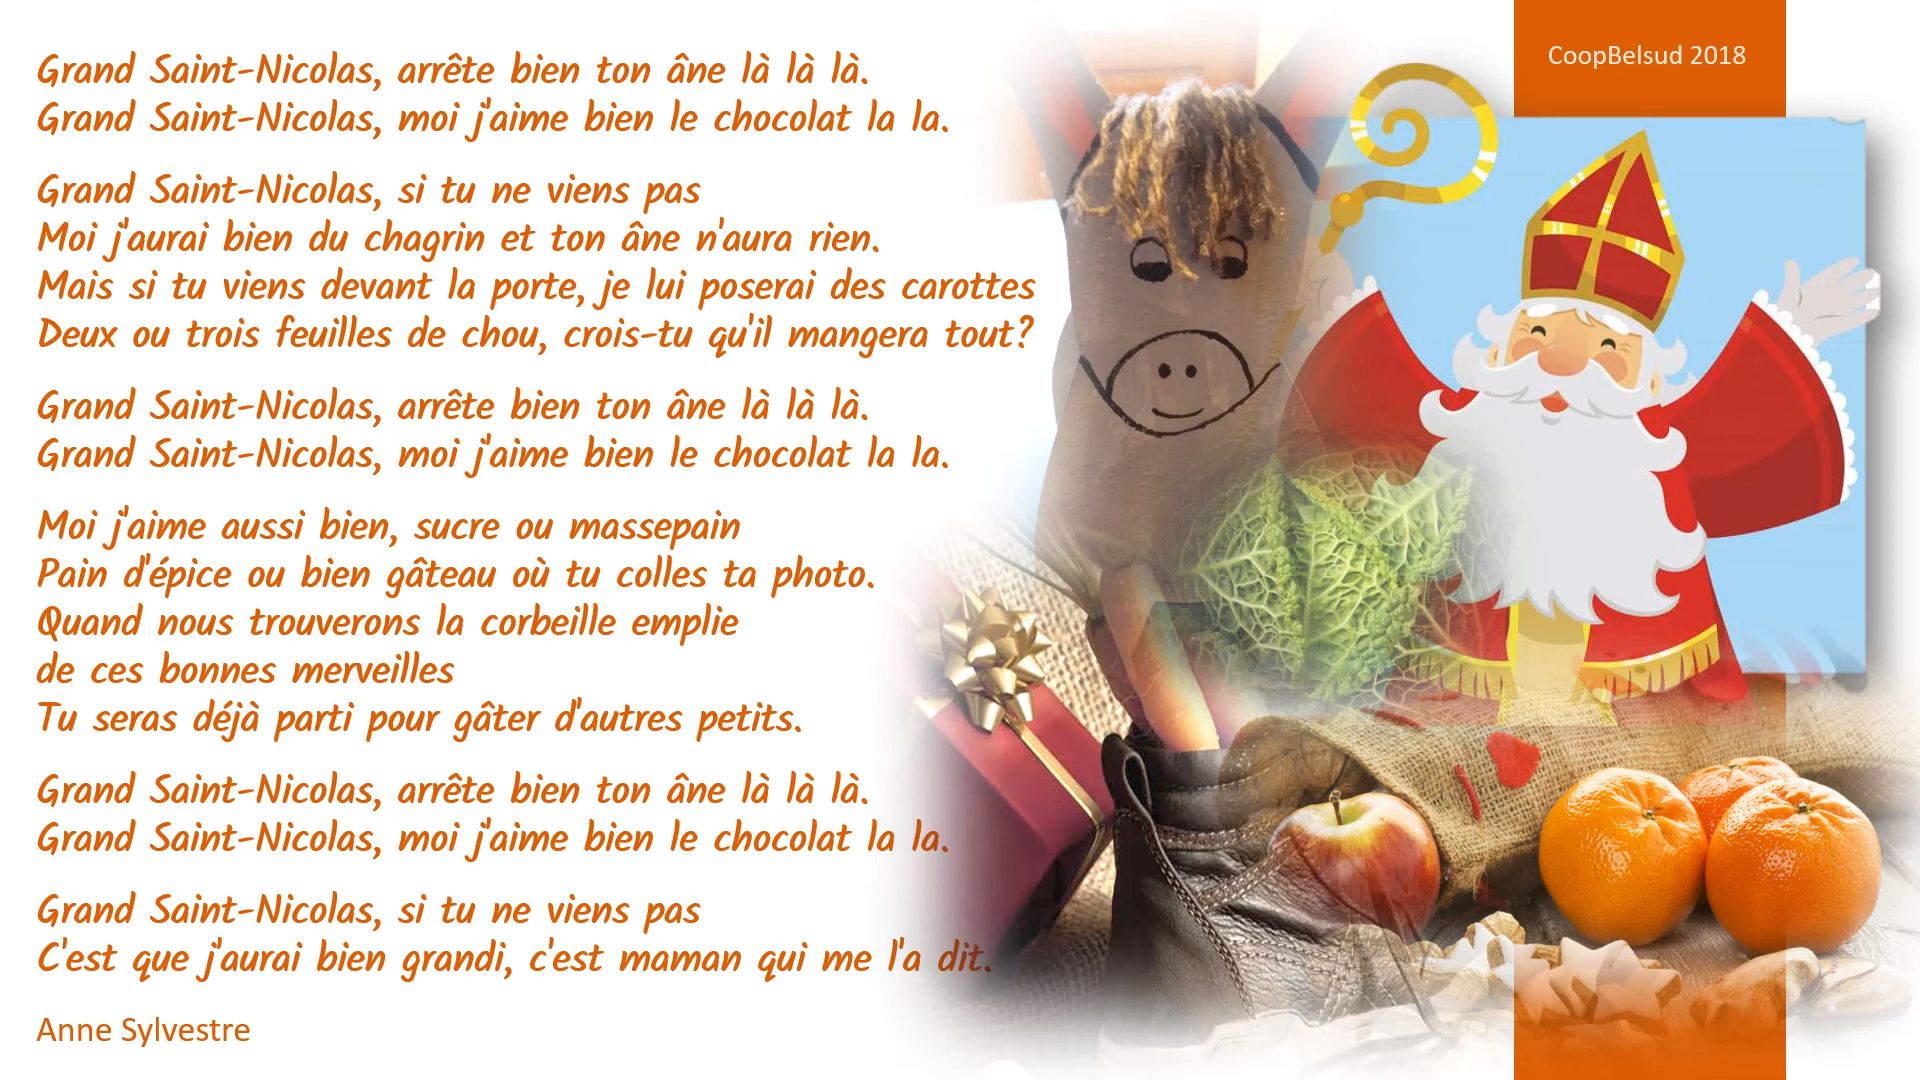 Grand Saint-Nicolas, arrête bien ton âne là là là.
Grand Saint-Nicolas, moi j'aime bien le chocolat la la.
Grand Saint-Nicolas, si tu ne viens pas
Moi j'aurai bien du chagrin et ton âne n'aura rien.
Mais si tu viens devant la porte, je lui poserai des carottes
Deux ou trois feuilles de chou, crois-tu qu'il mangera tout?
Grand Saint-Nicolas, arrête bien ton âne là là là.
Grand Saint-Nicolas, moi j'aime bien le chocolat la la.
Moi j'aime aussi bien, sucre ou massepain
Pain d'épice ou bien gâteau où tu colles ta photo.
Quand nous trouverons la corbeille emplie
de ces bonnes merveilles
Tu seras déjà parti pour gâter d'autres petits.
Grand Saint-Nicolas, arrête bien ton âne là là là.
Grand Saint-Nicolas, moi j'aime bien le chocolat la la.
Grand Saint-Nicolas, si tu ne viens pas
C'est que j'aurai bien grandi, c'est maman qui me l'a dit.
Anne Sylvestre
CoopBelsud 2018